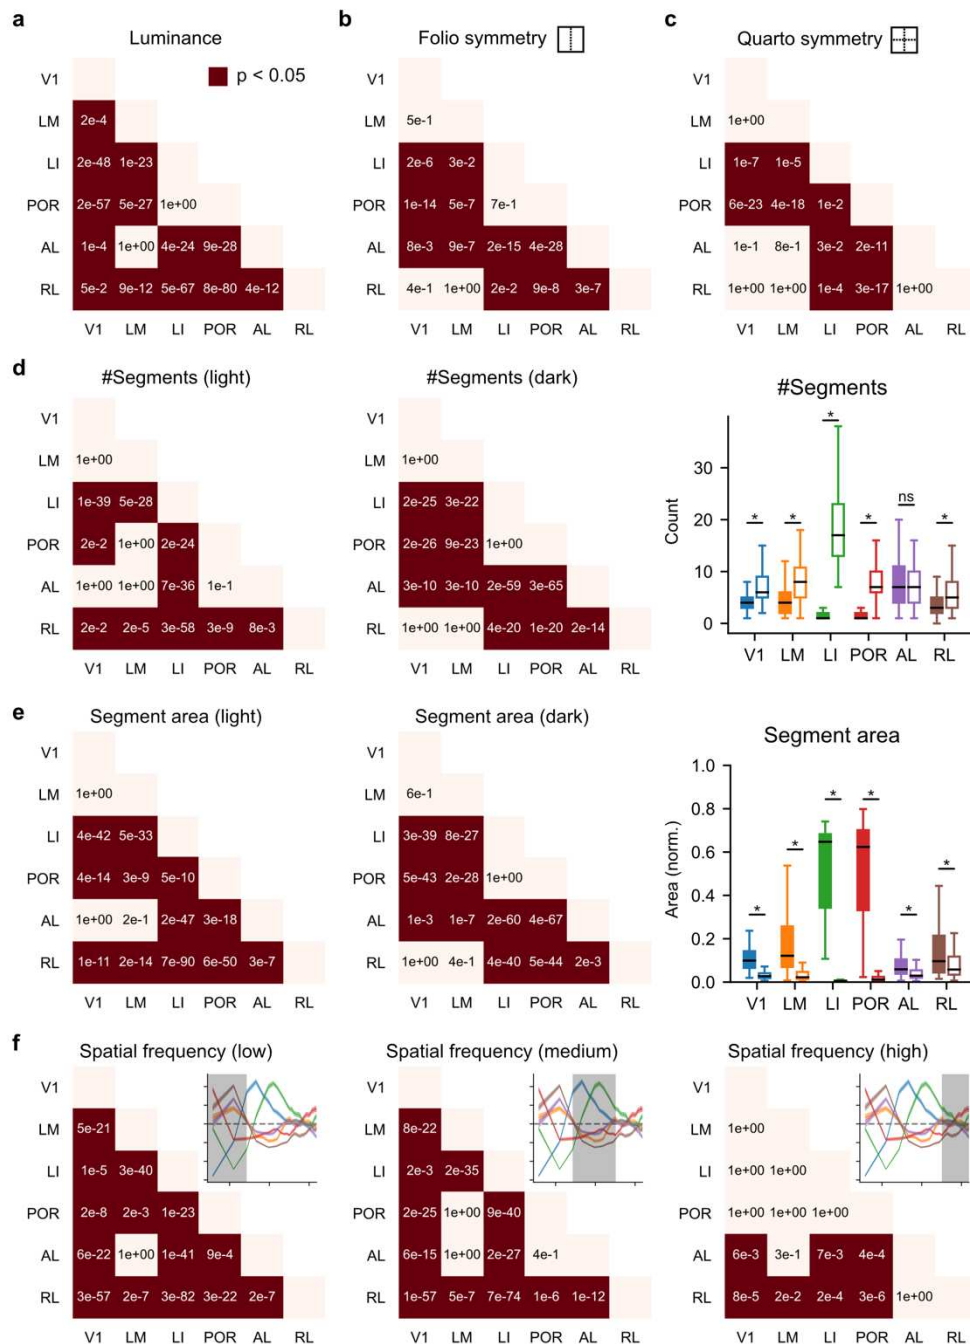 a
Luminance
p < 0.05
V1
LM 2e-4
LI 2e-48 1e-23
POR 2e-57 5e-27 1e+00
AL 1e-4 1e+00 4e-24 9e-28
RL 5e-2 9e-12 5e-67 8e-80 4e-12
V1 LM LI POR AL RL
b
Folio symmetry
5e-1
2e-6 3e-2
1e-14 5e-7 7e-1
8e-3 9e-7 2e-15 4e-28
4e-1 1e+00 2e-2 9e-8 3e-7
V1 LM LI POR AL RL
c
Quarto symmetry
1e+00
1e-7 1e-5
6e-23 4e-18 1e-2
1e-1 8e-1 3e-2 2e-11
1e+00 1e+00 1e-4 3e-17 1e+00
V1 LM LI POR AL RL
d
#Segments (light)
V1
LM 1e+00
LI 1e-39 5e-28
POR 2e-2 1e+00 2e-24
AL 1e+00 1e+00 7e-36 1e-1
RL 2e-2 2e-5 3e-58 3e-9 8e-3
V1 LM LI POR AL RL
#Segments (dark)
1e+00
2e-25 3e-22
2e-26 9e-23 1e+00
3e-10 3e-10 2e-59 3e-65
1e+00 1e+00 4e-20 1e-20 2e-14
V1 LM LI POR AL RL
#Segments
Count
30
20
10
0
* * * * ns *
V1 LM LI POR AL RL
e
Segment area (light)
V1
LM 1e+00
LI 4e-42 5e-33
POR 4e-14 3e-9 5e-10
AL 1e+00 2e-1 2e-47 3e-18
RL 1e-11 2e-14 7e-90 6e-50 3e-7
V1 LM LI POR AL RL
Segment area (dark)
6e-1
3e-39 8e-27
5e-43 2e-28 1e+00
1e-3 1e-7 2e-60 4e-67
1e+00 4e-1 4e-40 5e-44 2e-3
V1 LM LI POR AL RL
Segment area
Area (norm.)
1.0
0.8
0.6
0.4
0.2
0.0
* * * * * *
V1 LM LI POR AL RL
f
Spatial frequency (low)
V1
LM 5e-21
LI 1e-5 3e-40
POR 2e-8 2e-3 1e-23
AL 6e-22 1e+00 1e-41 9e-4
RL 3e-57 2e-7 3e-82 3e-22 2e-7
V1 LM LI POR AL RL
Spatial frequency (medium)
V1
LM 8e-22
LI 2e-3 2e-35
POR 2e-25 1e+00 9e-40
AL 6e-15 1e+00 2e-27 4e-1
RL 1e-57 5e-7 7e-74 1e-6 1e-12
V1 LM LI POR AL RL
Spatial frequency (high)
V1
LM 1e+00
LI 1e+00 1e+00
POR 1e+00 1e+00 1e+00
AL 6e-3 3e-1 7e-3 4e-4
RL 8e-5 2e-2 2e-4 3e-6 1e+00
V1 LM LI POR AL RL